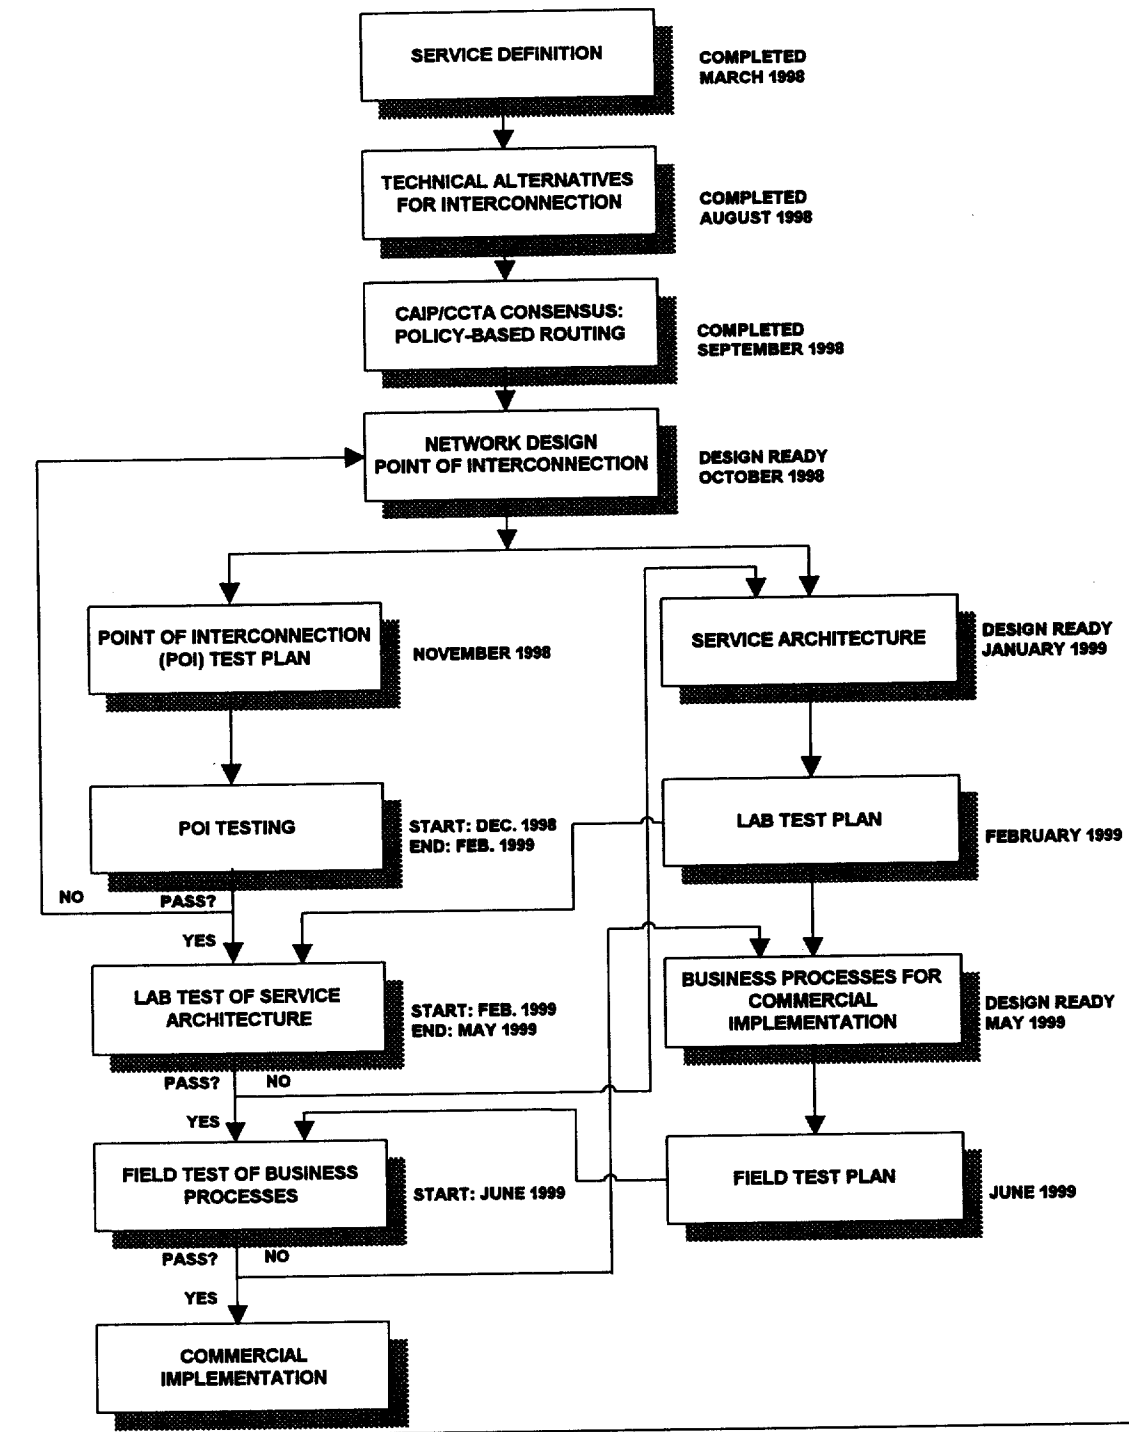 SERVICE DEFINITION
COMPLETED
MARCH 1998
TECHNICAL ALTERNATIVES
FOR INTERCONNECTION
COMPLETED
AUGUST 1998
CAIP/CCTA CONSENSUS:
POLICY-BASED ROUTING
COMPLETED
SEPTEMBER 1998
NETWORK DESIGN
POINT OF INTERCONNECTION
DESIGN READY
OCTOBER 1998
POINT OF INTERCONNECTION
(POI) TEST PLAN
NOVEMBER 1998
SERVICE ARCHITECTURE
DESIGN READY
JANUARY 1999
POI TESTING
START: DEC. 1998
END: FEB. 1999
LAB TEST PLAN
FEBRUARY 1999
NO
PASS?
YES
LAB TEST OF SERVICE
ARCHITECTURE
START: FEB. 1999
END: MAY 1999
BUSINESS PROCESSES FOR
COMMERCIAL
IMPLEMENTATION
DESIGN READY
MAY 1999
PASS?
NO
YES
FIELD TEST OF BUSINESS
PROCESSES
START: JUNE 1999
FIELD TEST PLAN
JUNE 1999
PASS?
NO
YES
COMMERCIAL
IMPLEMENTATION